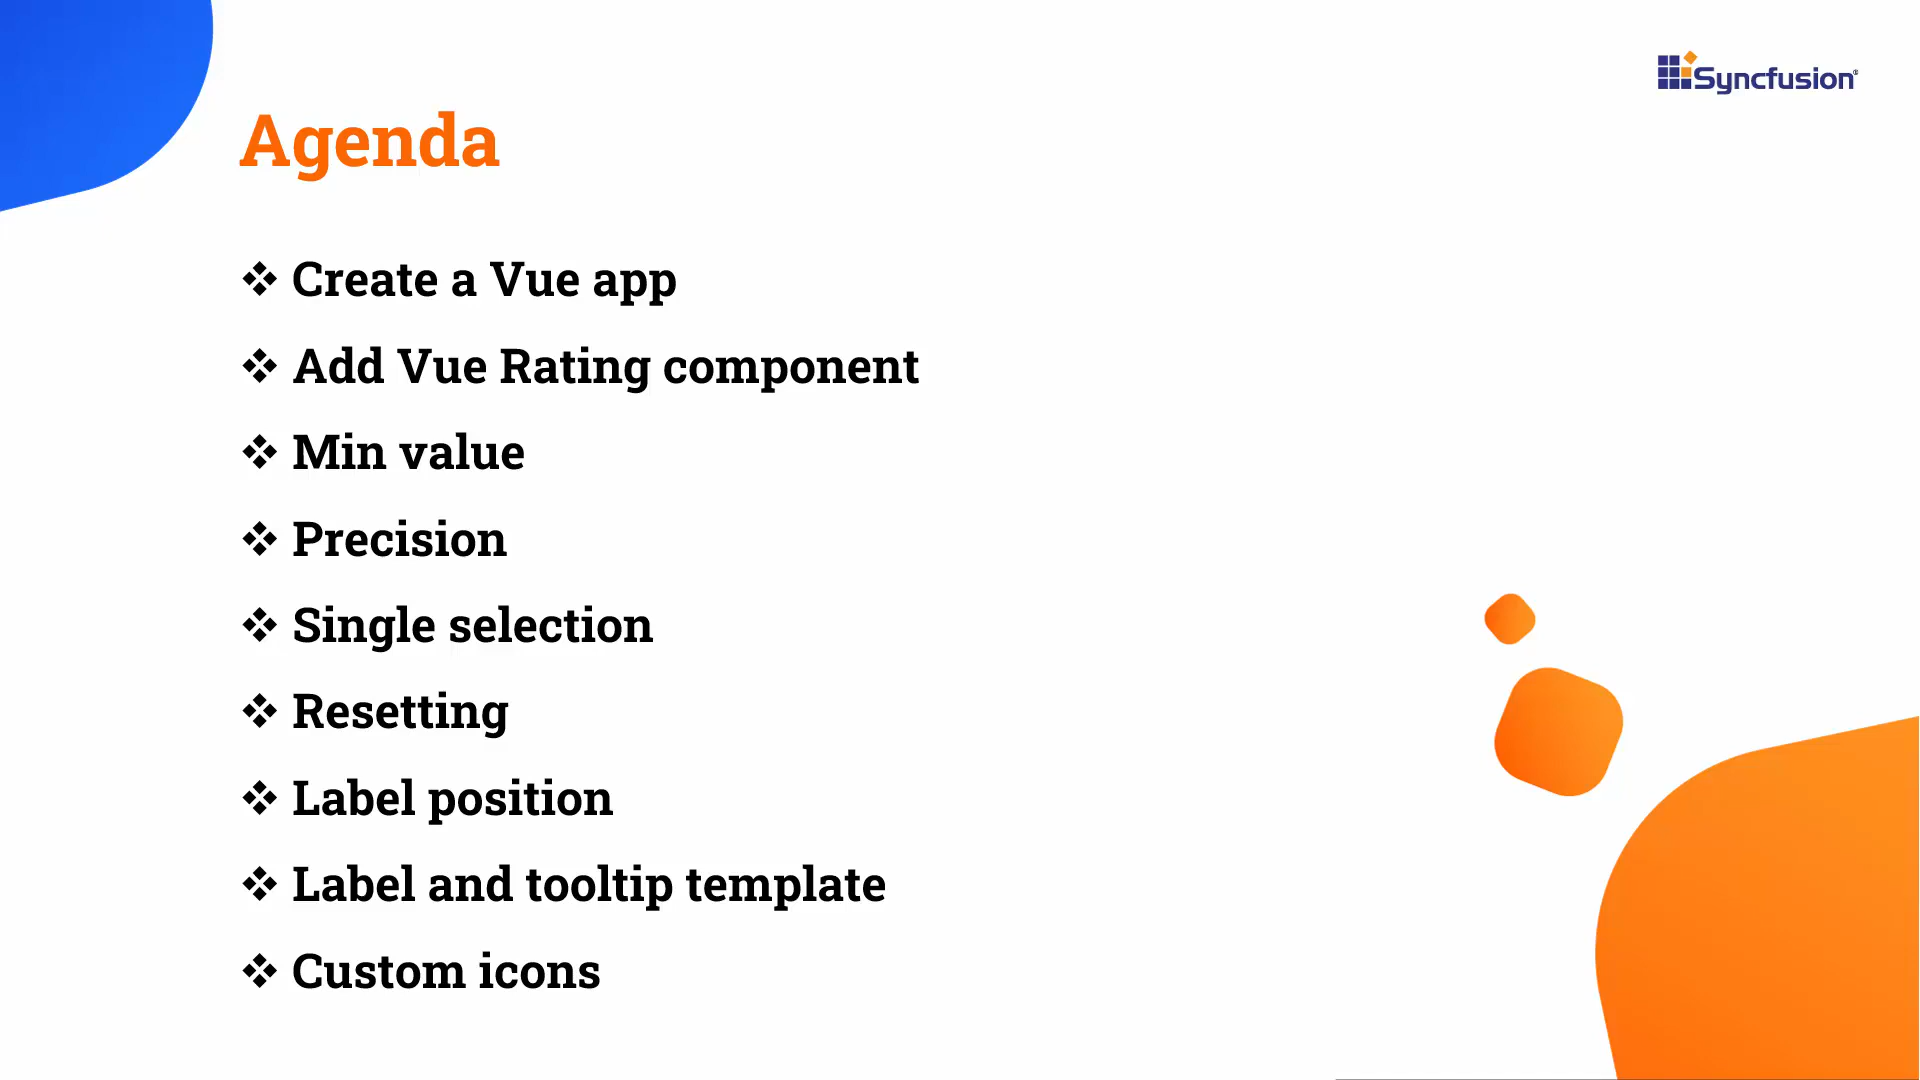 Syncfusion®
Agenda
❖ Create a Vue app
❖ Add Vue Rating component
❖ Min value
❖ Precision
❖ Single selection
❖ Resetting
❖ Label position
❖ Label and tooltip template
❖ Custom icons